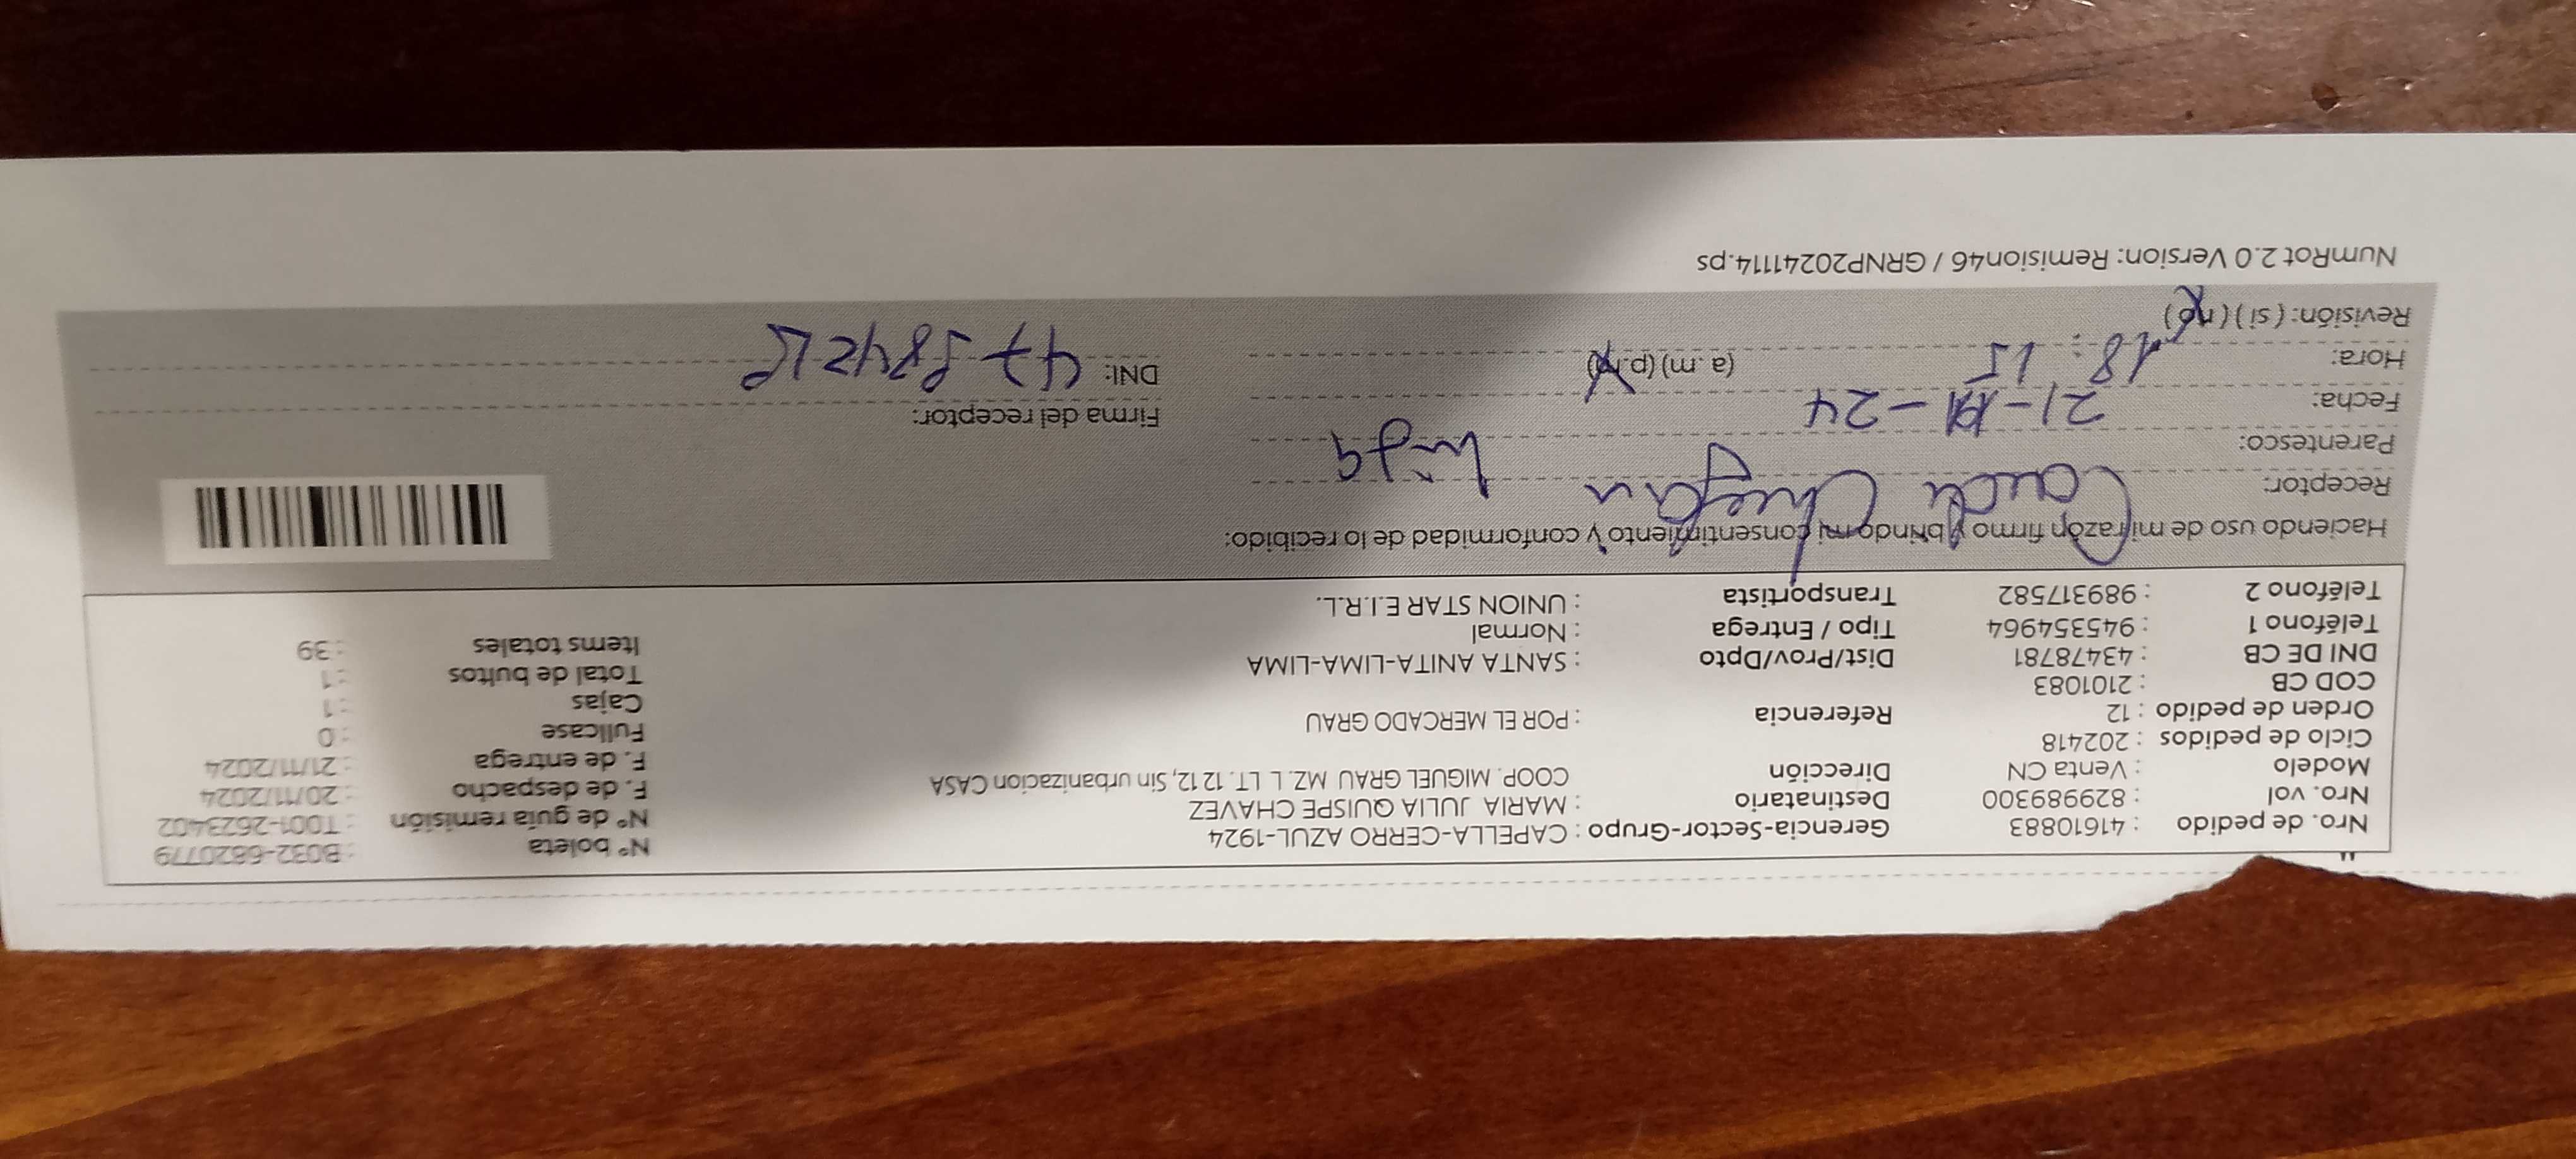 Nro. de pedido : 41610883 Gerencia-Sector-Grupo : CAPELLA-CERRO AZUL-1924 N° boleta : B032-6820779
Nro. vol : 829989300 Destinatario : MARIA JULIA QUISPE CHAVEZ N° de guía remisión : T001-2623402
Modelo : Venta CN Dirección COOP. MIGUEL GRAU MZ. L LT. 12 12, Sin urbanizacion CASA F. de despacho : 20/11/2024
Ciclo de pedidos : 202418 F. de entrega : 21/11/2024
Orden de pedido : 12 Referencia : POR EL MERCADO GRAU Fullcase : 0
COD CB : 2101083 Cajas : 1
DNI DE CB : 43478781 Dist/Prov/Dpto : SANTA ANITA-LIMA-LIMA Total de bultos : 1
Teléfono 1 : 945354964 Tipo / Entrega : Normal Items totales : 39
Teléfono 2 : 989317582 Transportista : UNION STAR E.I.R.L.
Haciendo uso de mi razón firmo y brindo mi consentimiento y conformidad de lo recibido:
Receptor:
Parentesco: hija
Fecha: 21-11-24 Firma del receptor:
Hora: 18:15 (a. m) (p.m) DNI:
Revisión: (si) (no)
NumRot 2.0 Version: Remision46 / GRNP20241114.ps